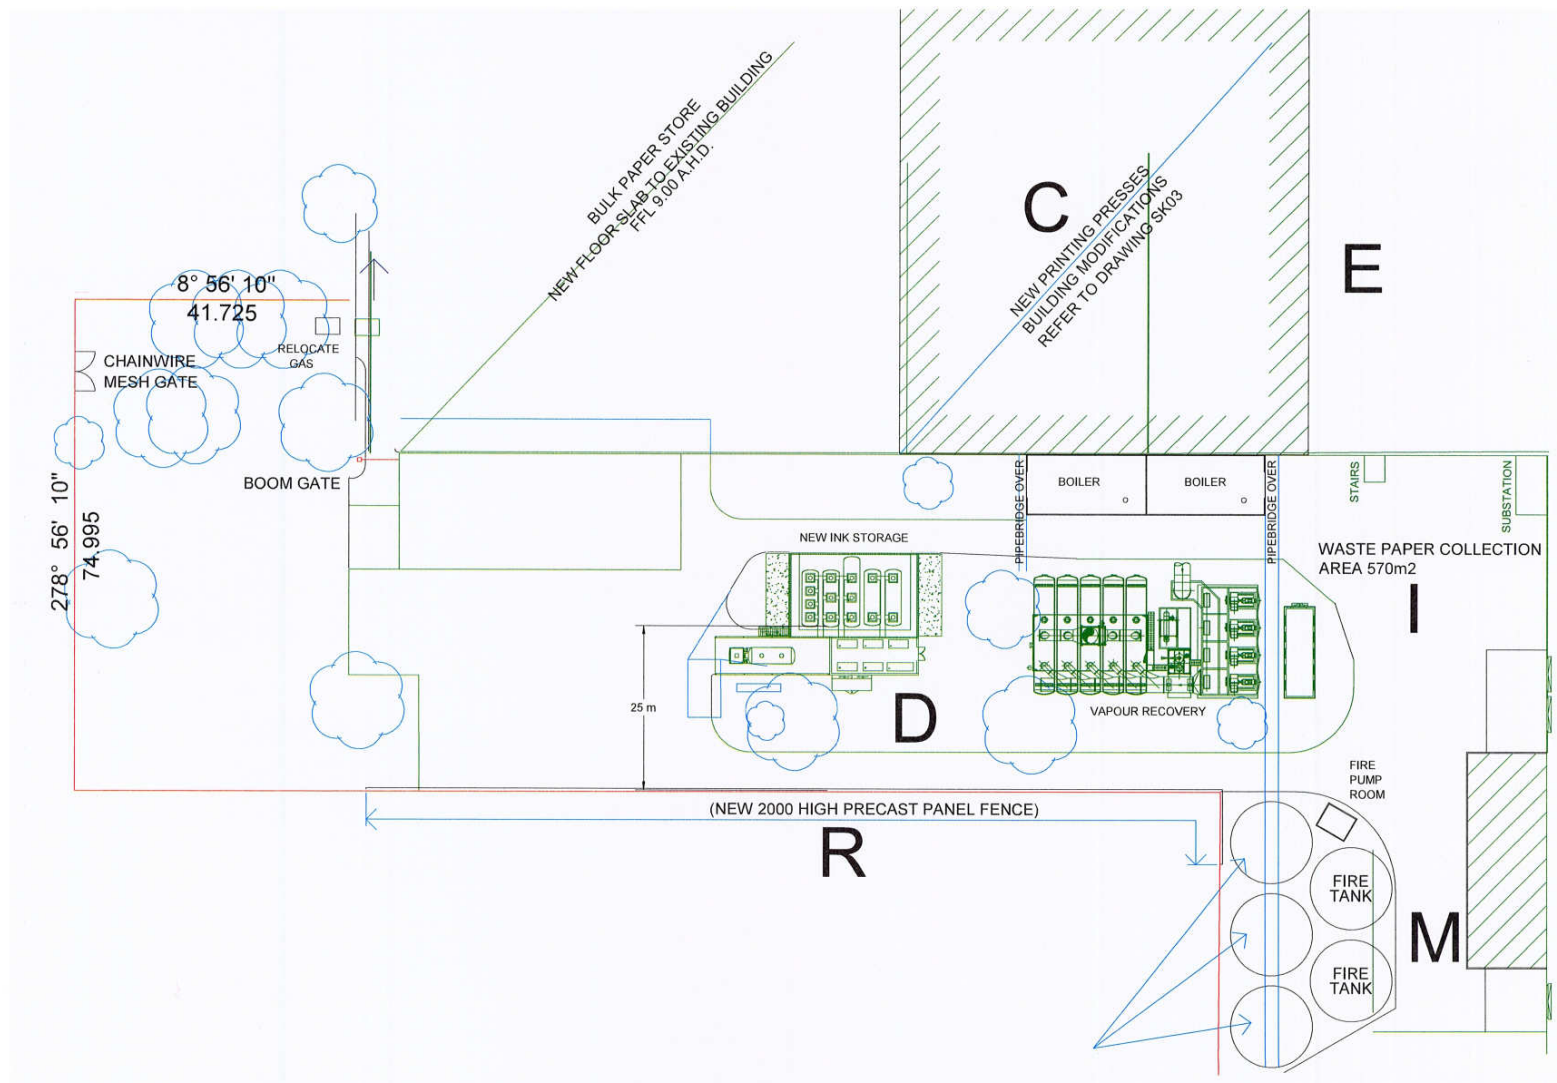 BULK PAPER STORE
NEW FLOOR SLAB TO EXISTING BUILDING
FFL 9.00 A.H.D.
C
NEW PRINTING PRESSES
BUILDING MODIFICATIONS
REFER TO DRAWING SK03
E
8° 56' 10"
41.725
RELOCATE
GAS
CHAINWIRE
MESH GATE
BOOM GATE
278° 56' 10"
74.995
PIPEBRIDGE OVER
BOILER
BOILER
PIPEBRIDGE OVER
STAIRS
SUBSTATION
NEW INK STORAGE
WASTE PAPER COLLECTION
AREA 570m2
I
25 m
D
VAPOUR RECOVERY
FIRE
PUMP
ROOM
(NEW 2000 HIGH PRECAST PANEL FENCE)
R
FIRE
TANK
M
FIRE
TANK